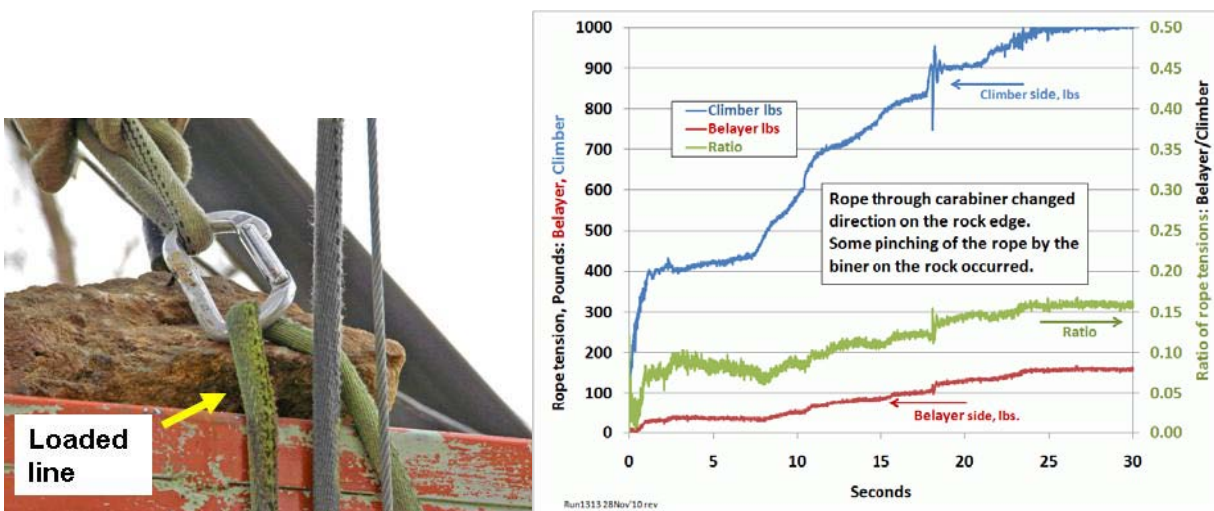 Loaded
line
1000
900
800
700
600
500
400
300
200
100
0
Rope tension, Pounds: Belayer, Climber
Climber lbs
Belayer lbs
Ratio
Climber side, lbs
Rope through carabiner changed
direction on the rock edge.
Some pinching of the rope by the
biner on the rock occurred.
Ratio
Belayer side, lbs.
0.50
0.45
0.40
0.35
0.30
0.25
0.20
0.15
0.10
0.05
0.00
Ratio of rope tensions: Belayer/Climber
0 5 10 15 20 25 30
Seconds
Run1313 28Nov'10 rev